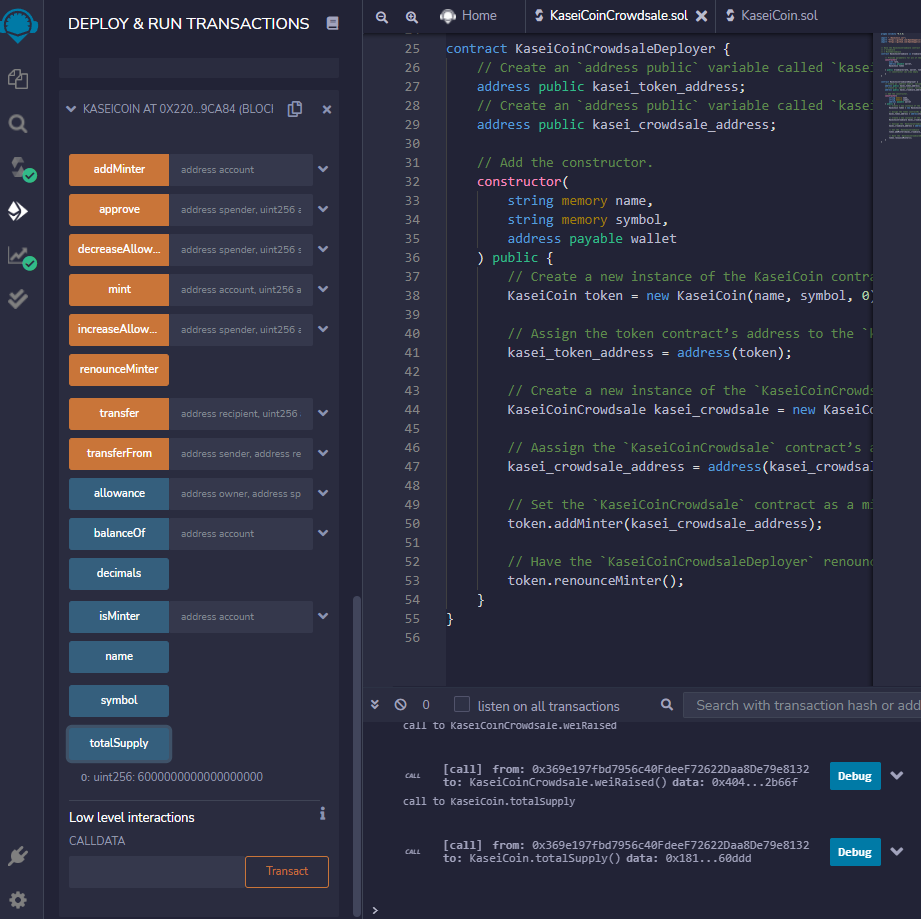 DEPLOY & RUN TRANSACTIONS
KASEICOIN AT 0X220...9CA84 (BLOCI
addMinter address account
approve address spender, uint256 a
decreaseAllow... address spender, uint256 s
mint address account, uint256 a
increaseAllow... address spender, uint256 a
renounceMinter
transfer address recipient, uint256
transferFrom address sender, address re
allowance address owner, address sp
balanceOf address account
decimals
isMinter address account
name
symbol
totalSupply
0: uint256: 6000000000000000000
Low level interactions
CALLDATA
Transact
Home
KaseiCoinCrowdsale.sol
KaseiCoin.sol
25 contract KaseiCoinCrowdsaleDeployer {
26 // Create an `address public` variable called `kasei
27 address public kasei_token_address;
28 // Create an `address public` variable called `kasei
29 address public kasei_crowdsale_address;
30
31 // Add the constructor.
32 constructor(
33 string memory name,
34 string memory symbol,
35 address payable wallet
36 ) public {
37 // Create a new instance of the KaseiCoin contra
38 KaseiCoin token = new KaseiCoin(name, symbol, 0)
39
40 // Assign the token contract’s address to the `k
41 kasei_token_address = address(token);
42
43 // Create a new instance of the `KaseiCoinCrowds
44 KaseiCoinCrowdsale kasei_crowdsale = new KaseiCo
45
46 // Aassign the `KaseiCoinCrowdsale` contract’s a
47 kasei_crowdsale_address = address(kasei_crowdsal
48
49 // Set the `KaseiCoinCrowdsale` contract as a mi
50 token.addMinter(kasei_crowdsale_address);
51
52 // Have the `KaseiCoinCrowdsaleDeployer` renounc
53 token.renounceMinter();
54 }
55 }
56
0 listen on all transactions Search with transaction hash or add
call to KaseiCoinCrowdsale.weiRaised
CALL [call] from: 0x369e197fbd7956c40FdeeF72622Daa8De79e8132
to: KaseiCoinCrowdsale.weiRaised() data: 0x404...2b66f
Debug
call to KaseiCoin.totalSupply
CALL [call] from: 0x369e197fbd7956c40FdeeF72622Daa8De79e8132
to: KaseiCoin.totalSupply() data: 0x181...60ddd
Debug
>